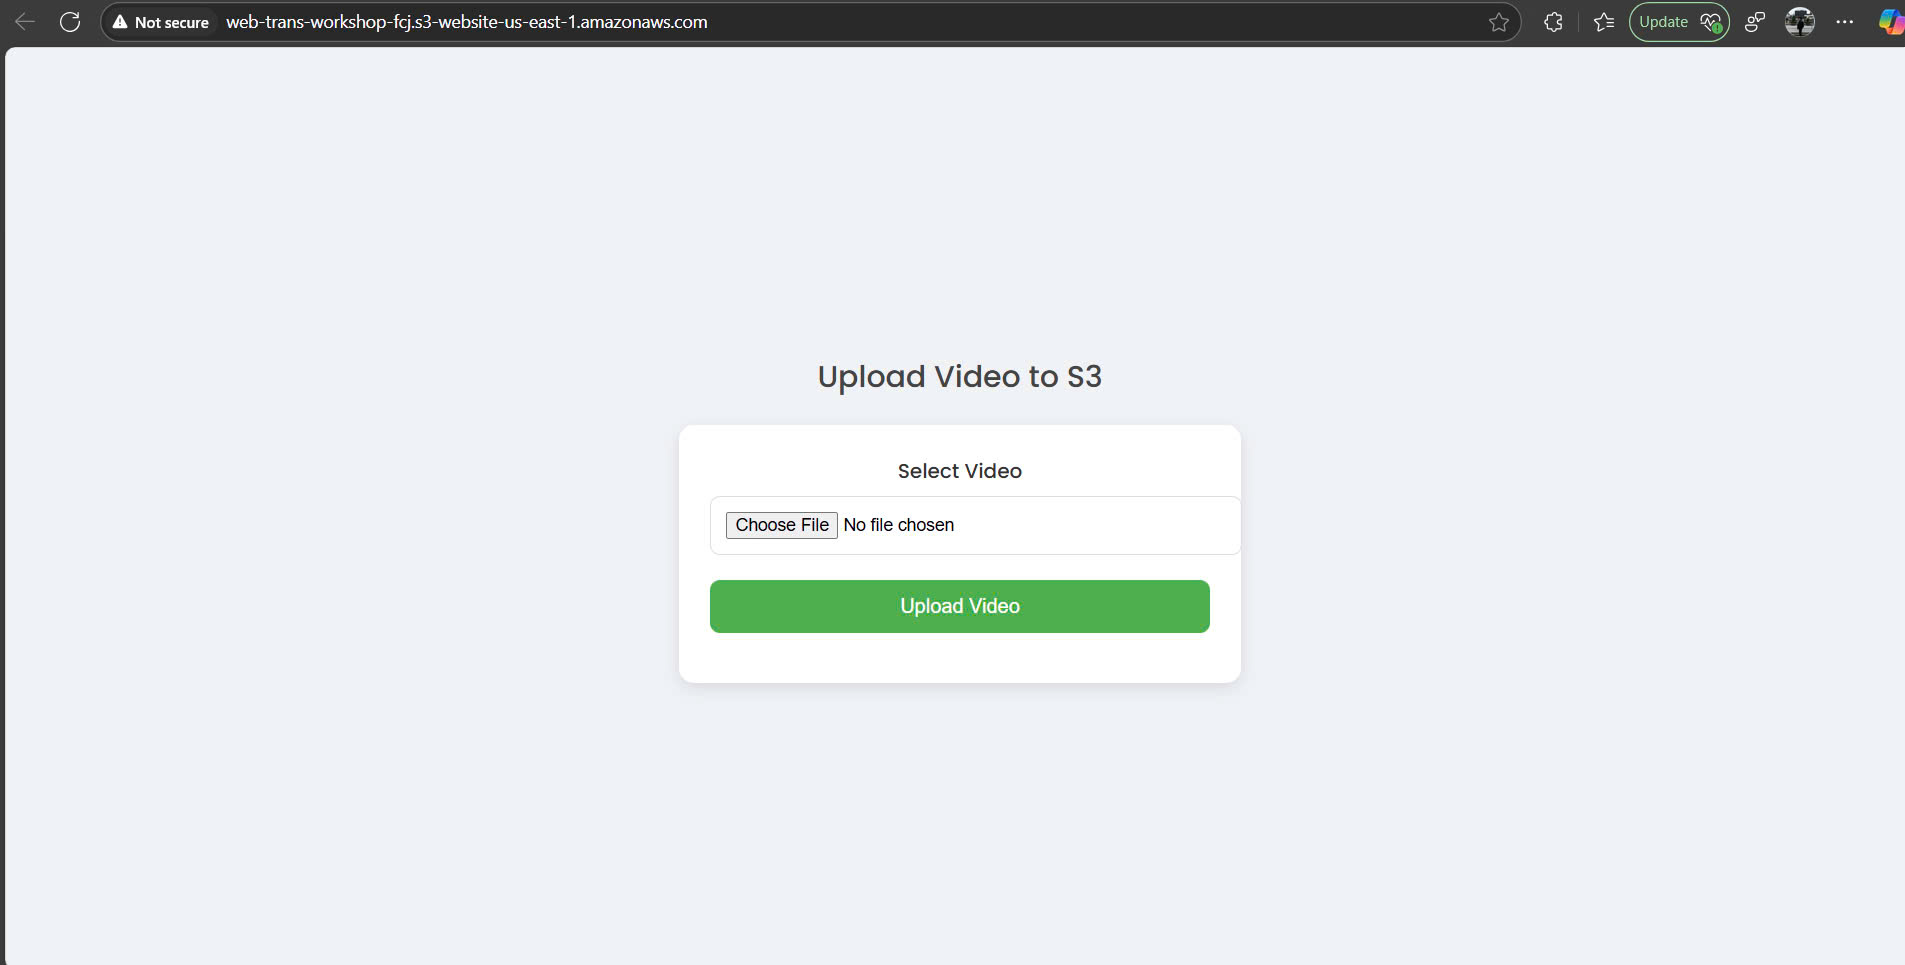 Not secure web-trans-workshop-fcj.s3-website-us-east-1.amazonaws.com Update
Upload Video to S3
Select Video
Choose File No file chosen
Upload Video